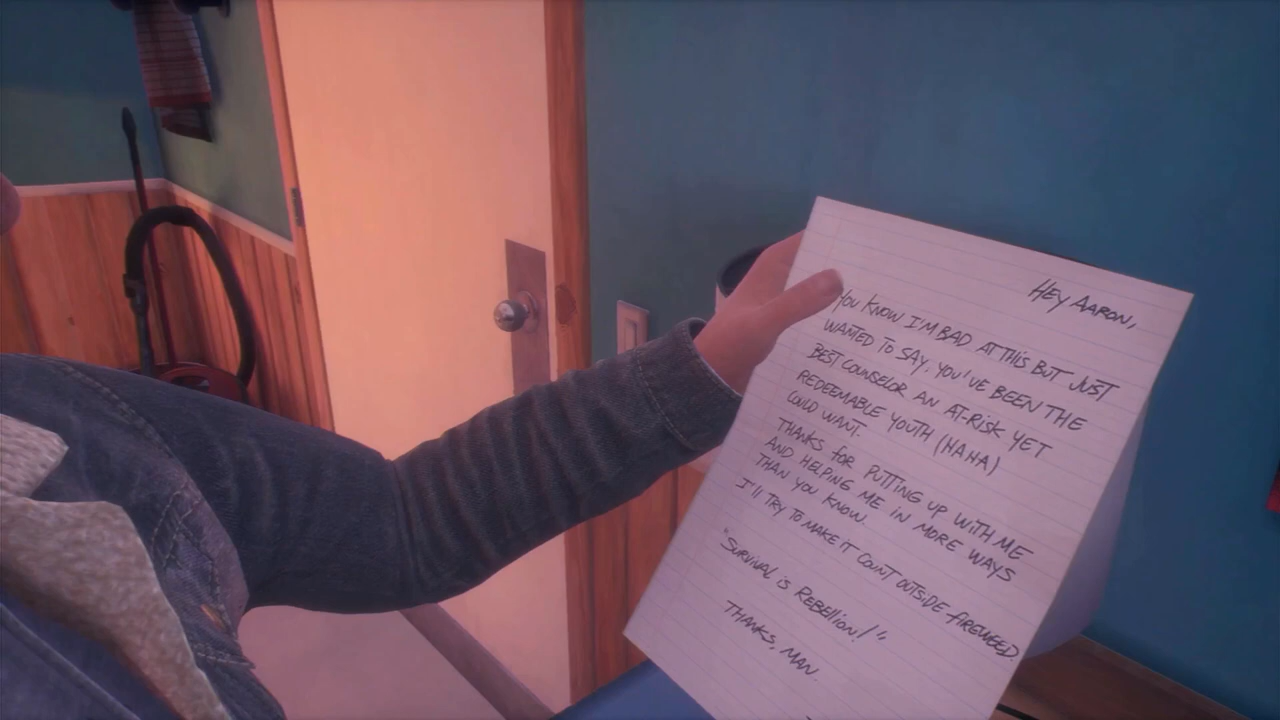 HEY AARON,
YOU KNOW I'M BAD AT THIS BUT JUST
WANTED TO SAY, YOU'VE BEEN THE
BEST COUNSELOR AN AT-RISK YET
REDEEMABLE YOUTH (HAHA)
COULD WANT.
THANKS FOR PUTTING UP WITH ME
AND HELPING ME IN MORE WAYS
THAN YOU KNOW.
I'LL TRY TO MAKE IT COUNT OUTSIDE FIREWEED.
"SURVIVAL IS REBELLION!"
THANKS, MAN.